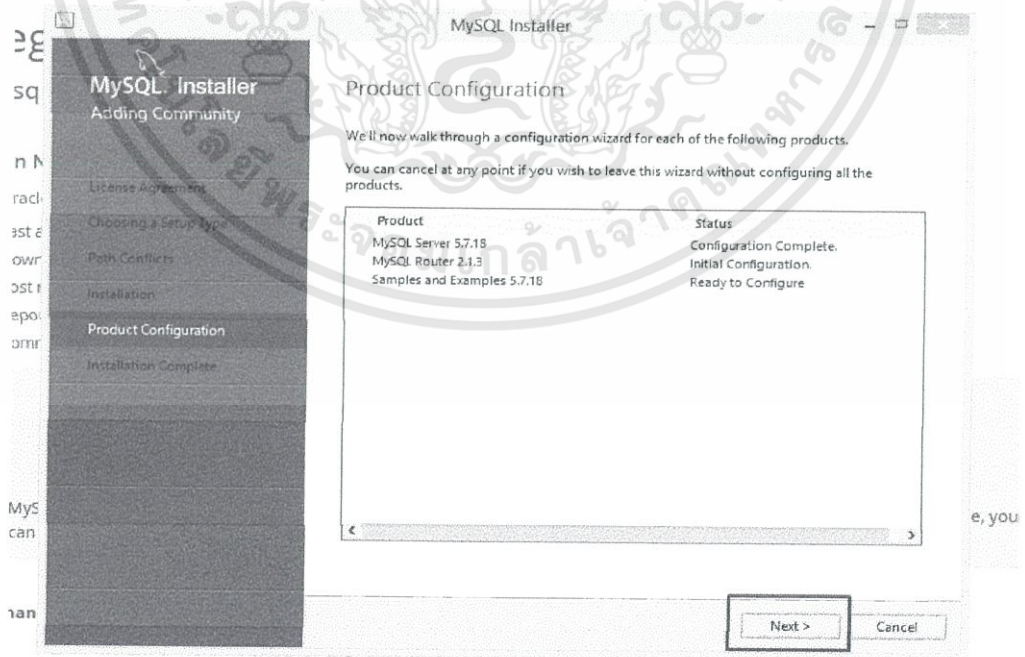 MySQL Installer
MySQL. Installer
Adding Community
License Agreement
Choosing a Setup Type
Path Conflicts
Installation
Product Configuration
Installation Complete
Product Configuration
We'll now walk through a configuration wizard for each of the following products.
You can cancel at any point if you wish to leave this wizard without configuring all the
products.
Product Status
MySQL Server 5.7.18 Configuration Complete.
MySQL Router 2.1.3 Initial Configuration.
Samples and Examples 5.7.18 Ready to Configure
MyS
can
e, you
Next >
Cancel